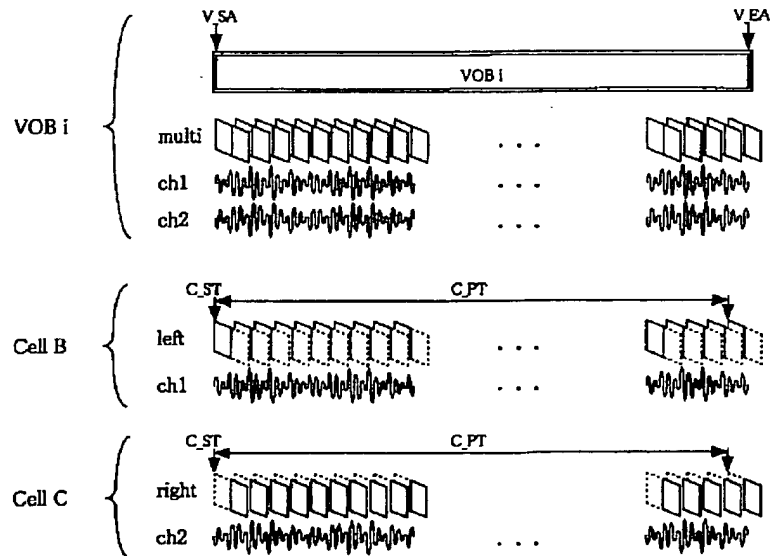 V_SA V_EA
VOB i
VOB i
multi
. . .
ch1
. . .
ch2
. . .
C_ST C_PT
Cell B
left
. . .
ch1
. . .
C_ST C_PT
Cell C
right
ch2
. . .